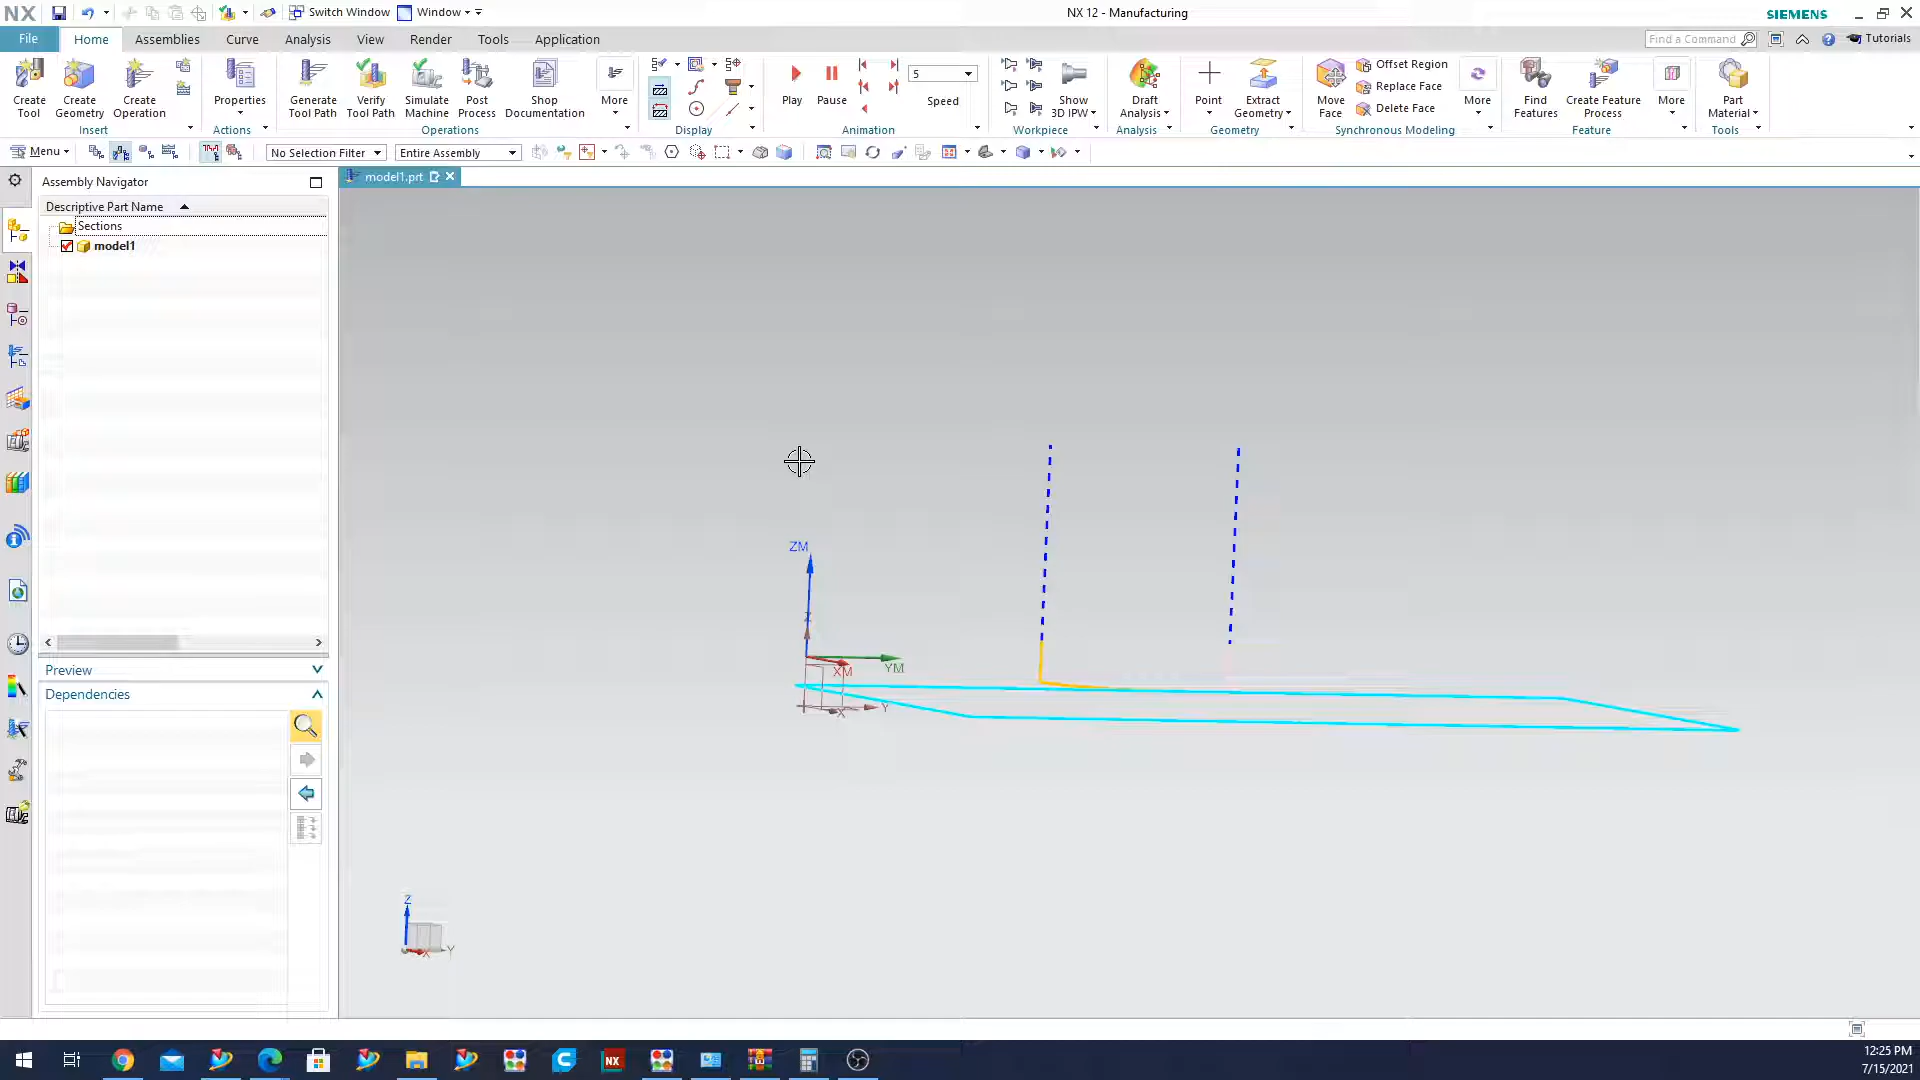 NX
Switch Window
Window
NX 12 - Manufacturing
SIEMENS
File
Home
Assemblies
Curve
Analysis
View
Render
Tools
Application
Find a Command
Tutorials
Create Tool
Create Geometry
Create Operation
Properties
Generate Tool Path
Verify Tool Path
Simulate Machine
Post Process
Shop Documentation
More
Play
Pause
5
Speed
Show 3D IPW
Draft Analysis
Point
Extract Geometry
Move Face
Offset Region
Replace Face
Delete Face
More
Find Features
Create Feature Process
More
Part Material
Insert
Actions
Operations
Display
Animation
Workpiece
Analysis
Geometry
Synchronous Modeling
Feature
Tools
Menu
No Selection Filter
Entire Assembly
Assembly Navigator
model1.prt
Descriptive Part Name
Sections
model1
ZM
Z
YM
XM
Y
X
Preview
Dependencies
Z
Y
X
12:25 PM
7/15/2021
NX